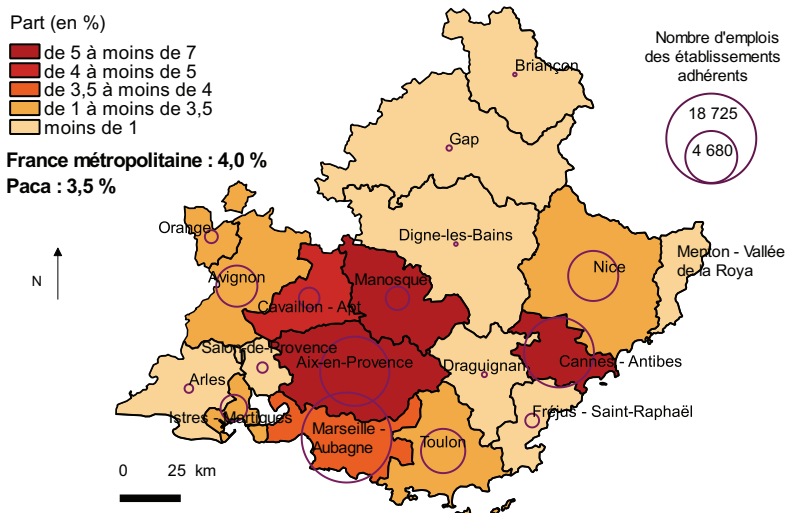 Part (en %)
de 5 à moins de 7
de 4 à moins de 5
de 3,5 à moins de 4
de 1 à moins de 3,5
moins de 1
France métropolitaine : 4,0 %
Paca : 3,5 %
Nombre d'emplois
des établissements
adhérents
18 725
4 680
Briançon
Gap
Orange
Digne-les-Bains
Menton - Vallée
de la Roya
Nice
Avignon
Manosque
Cavaillon - Apt
Salon-de-Provence
Aix-en-Provence
Draguignan
Cannes - Antibes
Arles
Istres - Martigues
Fréjus - Saint-Raphaël
Marseille -
Aubagne
Toulon
N
0 25 km